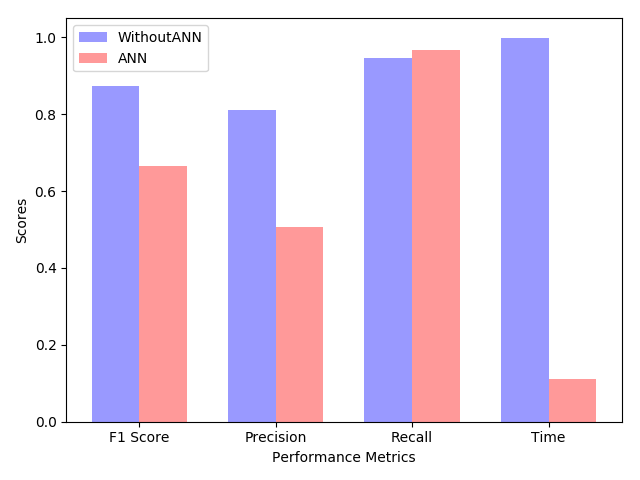 WithoutANN
ANN
1.0
0.8
0.6
0.4
0.2
0.0
Scores
F1 Score Precision Recall Time
Performance Metrics